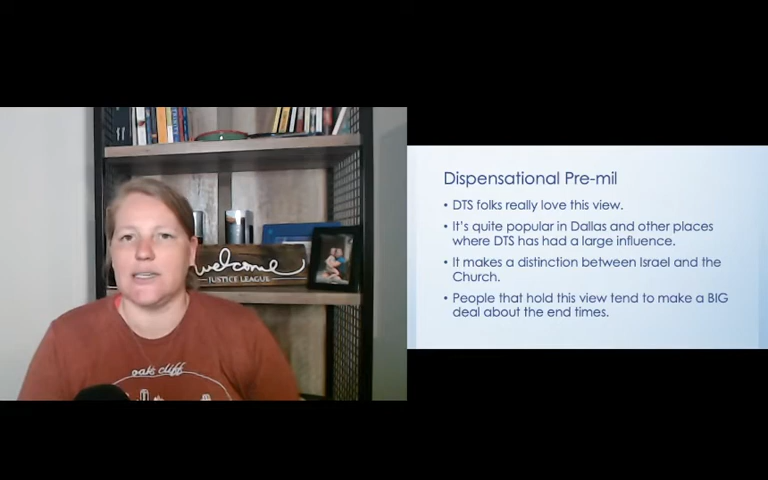 welcome
JUSTICE LEAGUE
oak cliff
Dispensational Pre-mil
• DTS folks really love this view.
• It's quite popular in Dallas and other places
where DTS has had a large influence.
• It makes a distinction between Israel and the
Church.
• People that hold this view tend to make a BIG
deal about the end times.